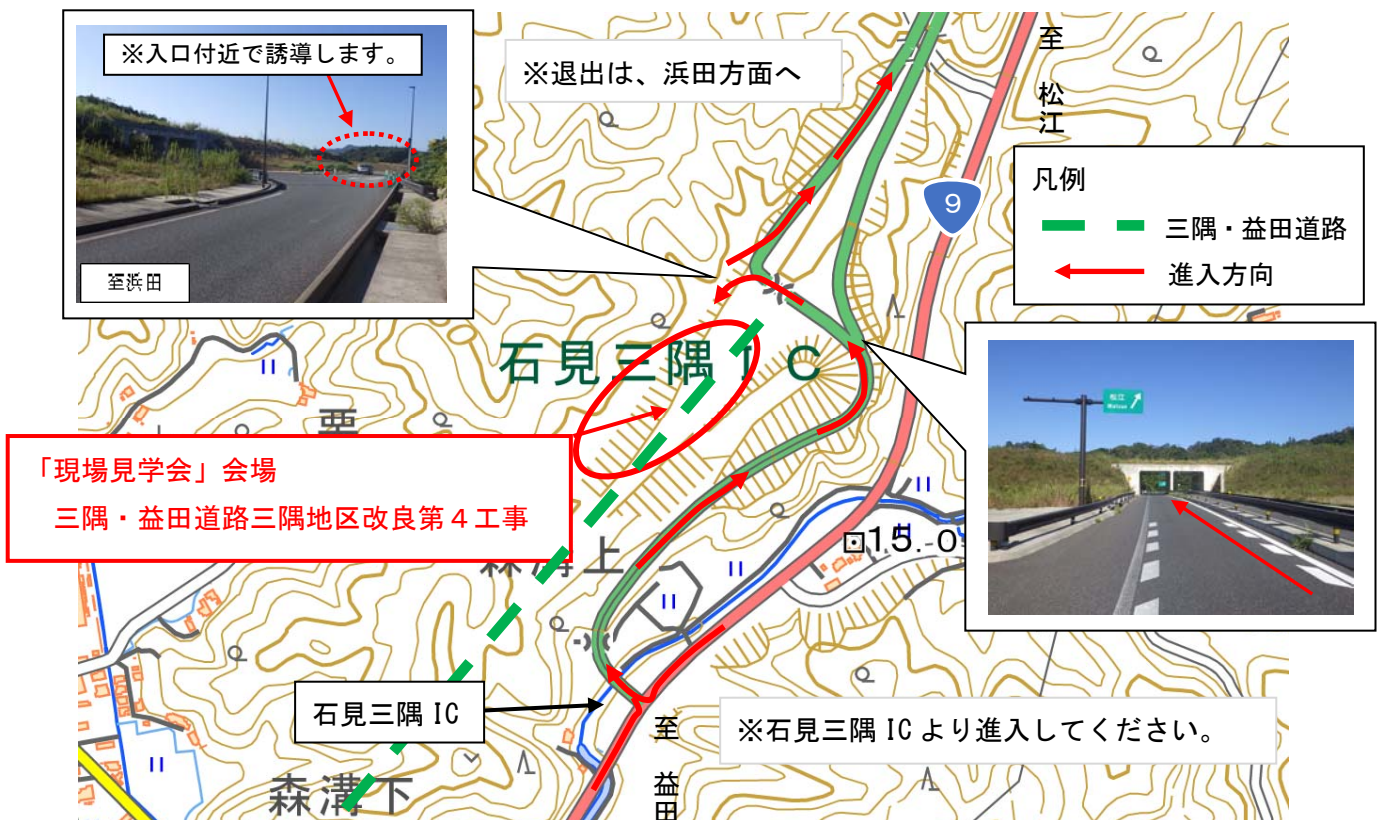 ※入口付近で誘導します。
至浜田
※退出は、浜田方面へ
至 松江
9
凡例
三隅・益田道路
進入方向
石見三隅IC
「現場見学会」会場
三隅・益田道路三隅地区改良第4工事
松江
Matsue
15.0
森溝上
石見三隅 IC
※石見三隅 IC より進入してください。
至 益田
森溝下